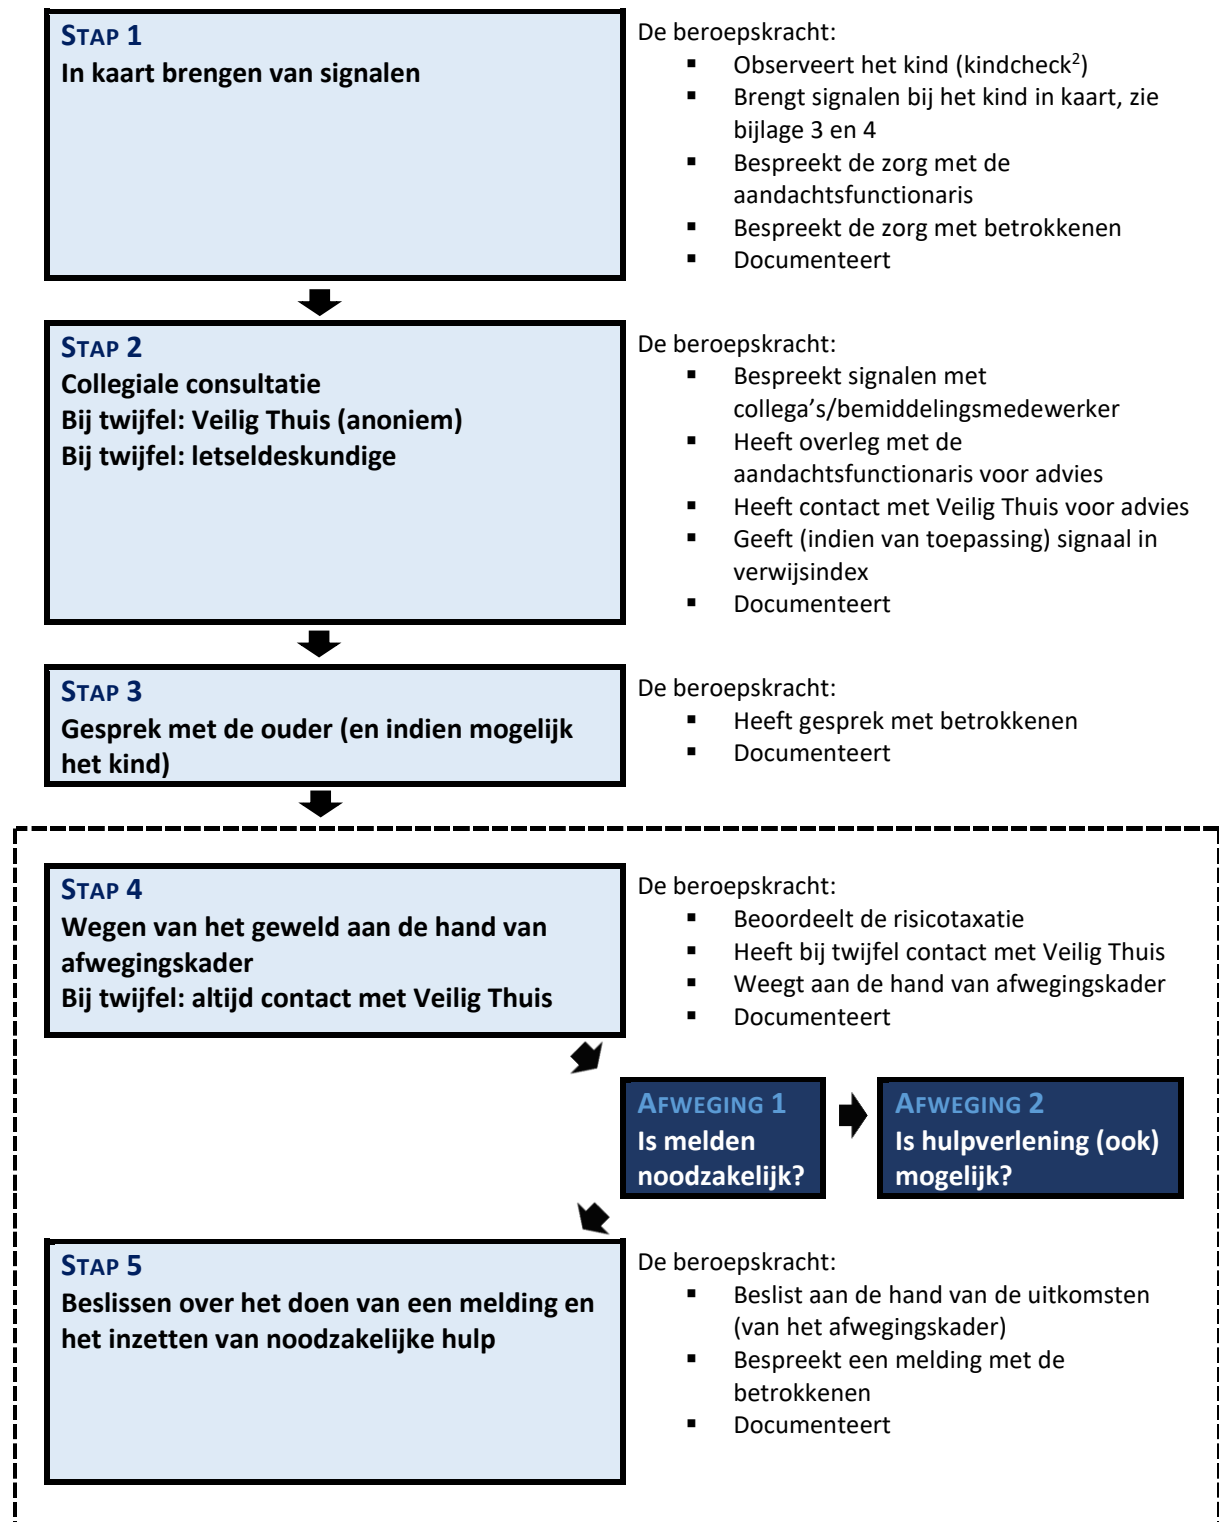 STAP 1
In kaart brengen van signalen
De beroepskracht:
▪ Observeert het kind (kindcheck²)
▪ Brengt signalen bij het kind in kaart, zie
bijlage 3 en 4
▪ Bespreekt de zorg met de
aandachtsfunctionaris
▪ Bespreekt de zorg met betrokkenen
▪ Documenteert
STAP 2
Collegiale consultatie
Bij twijfel: Veilig Thuis (anoniem)
Bij twijfel: letseldeskundige
De beroepskracht:
▪ Bespreekt signalen met
collega’s/bemiddelingsmedewerker
▪ Heeft overleg met de
aandachtsfunctionaris voor advies
▪ Heeft contact met Veilig Thuis voor advies
▪ Geeft (indien van toepassing) signaal in
verwijsindex
▪ Documenteert
STAP 3
Gesprek met de ouder (en indien mogelijk
het kind)
De beroepskracht:
▪ Heeft gesprek met betrokkenen
▪ Documenteert
STAP 4
Wegen van het geweld aan de hand van
afwegingskader
Bij twijfel: altijd contact met Veilig Thuis
De beroepskracht:
▪ Beoordeelt de risicotaxatie
▪ Heeft bij twijfel contact met Veilig Thuis
▪ Weegt aan de hand van afwegingskader
▪ Documenteert
AFWEGING 1
Is melden
noodzakelijk?
AFWEGING 2
Is hulpverlening (ook)
mogelijk?
STAP 5
Beslissen over het doen van een melding en
het inzetten van noodzakelijke hulp
De beroepskracht:
▪ Beslist aan de hand van de uitkomsten
(van het afwegingskader)
▪ Bespreekt een melding met de
betrokkenen
▪ Documenteert